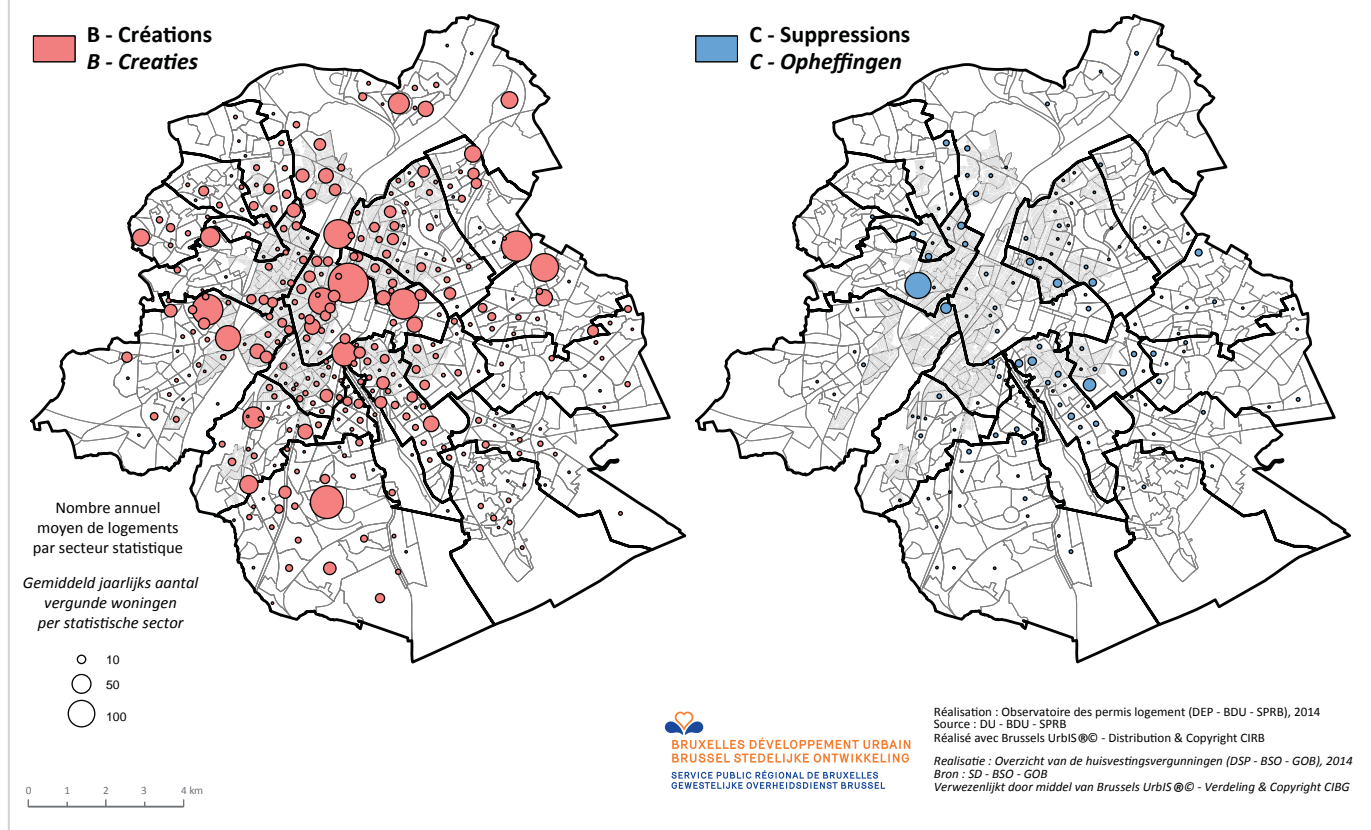 B - Créations
B - Creaties
C - Suppressions
C - Opheffingen
Nombre annuel
moyen de logements
par secteur statistique
Gemiddeld jaarlijks aantal
vergunde woningen
per statistische sector
10
50
100
0 1 2 3 4 km
BRUXELLES DÉVELOPPEMENT URBAIN
BRUSSEL STEDELIJKE ONTWIKKELING
SERVICE PUBLIC RÉGIONAL DE BRUXELLES
GEWESTELIJKE OVERHEIDSDIENST BRUSSEL
Réalisation : Observatoire des permis logement (DEP - BDU - SPRB), 2014
Source : DU - BDU - SPRB
Réalisé avec Brussels UrbIS®© - Distribution & Copyright CIRB
Realisatie : Overzicht van de huisvestingsvergunningen (DSP - BSO - GOB), 2014
Bron : SD - BSO - GOB
Verwezenlijkt door middel van Brussels UrbIS®© - Verdeling & Copyright CIBG